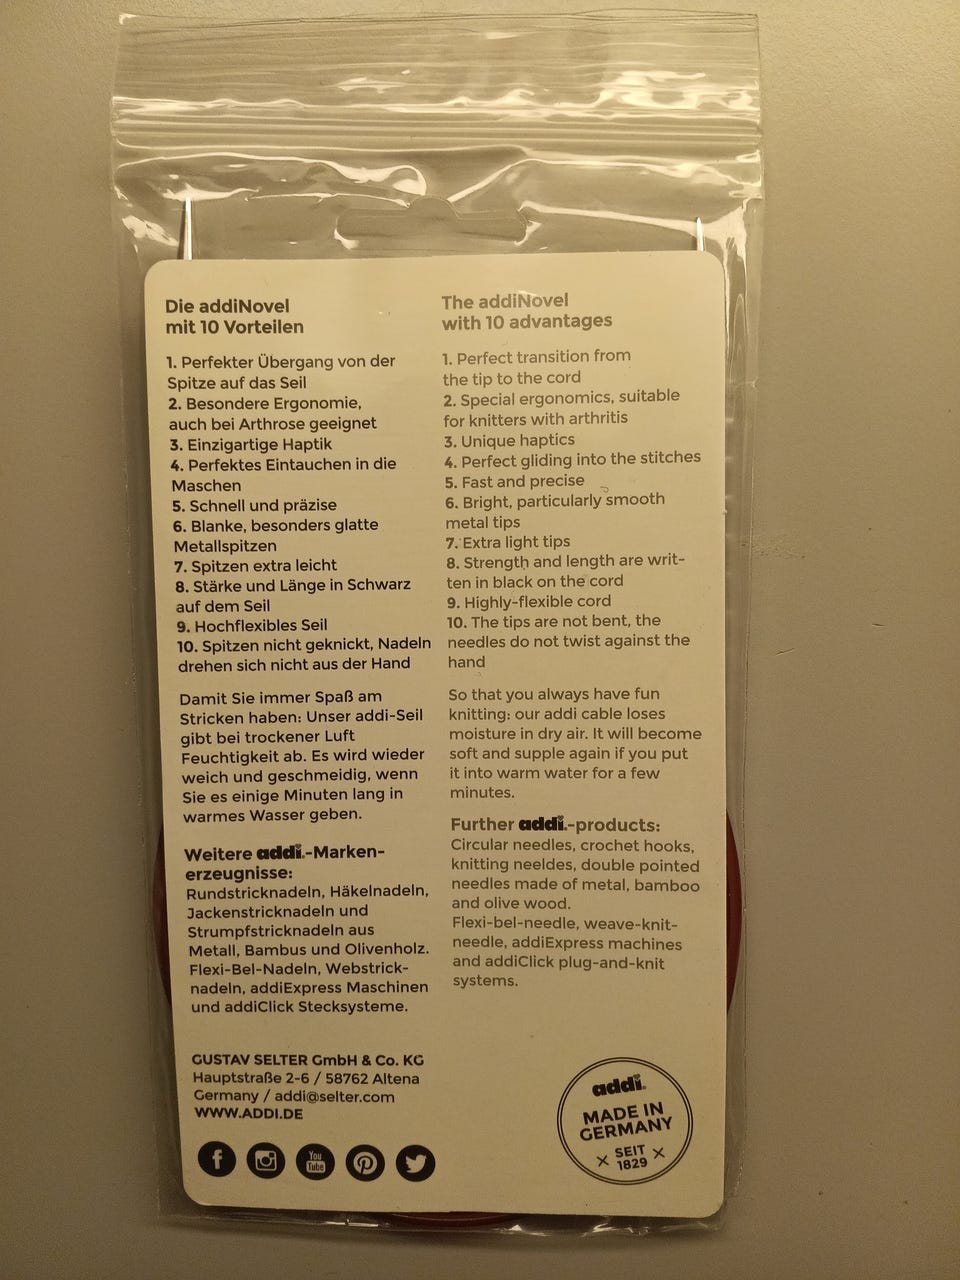 Die addiNovel
mit 10 Vorteilen
1. Perfekter Übergang von der
Spitze auf das Seil
2. Besondere Ergonomie,
auch bei Arthrose geeignet
3. Einzigartige Haptik
4. Perfektes Eintauchen in die
Maschen
5. Schnell und präzise
6. Blanke, besonders glatte
Metallspitzen
7. Spitzen extra leicht
8. Stärke und Länge in Schwarz
auf dem Seil
9. Hochflexibles Seil
10. Spitzen nicht geknickt, Nadeln
drehen sich nicht aus der Hand
Damit Sie immer Spaß am
Stricken haben: Unser addi-Seil
gibt bei trockener Luft
Feuchtigkeit ab. Es wird wieder
weich und geschmeidig, wenn
Sie es einige Minuten lang in
warmes Wasser geben.
Weitere addi®-Marken-
erzeugnisse:
Rundstricknadeln, Häkelnadeln,
Jackenstricknadeln und
Strumpfstricknadeln aus
Metall, Bambus und Olivenholz.
Flexi-Bel-Nadeln, Webstrick-
nadeln, addiExpress Maschinen
und addiClick Stecksysteme.
GUSTAV SELTER GmbH & Co. KG
Hauptstraße 2-6 / 58762 Altena
Germany / addi@selter.com
WWW.ADDI.DE
You
Tube
The addiNovel
with 10 advantages
1. Perfect transition from
the tip to the cord
2. Special ergonomics, suitable
for knitters with arthritis
3. Unique haptics
4. Perfect gliding into the stitches
5. Fast and precise
6. Bright, particularly smooth
metal tips
7. Extra light tips
8. Strength and length are writ-
ten in black on the cord
9. Highly-flexible cord
10. The tips are not bent, the
needles do not twist against the
hand
So that you always have fun
knitting: our addi cable loses
moisture in dry air. It will become
soft and supple again if you put
it into warm water for a few
minutes.
Further addi®-products:
Circular needles, crochet hooks,
knitting neeldes, double pointed
needles made of metal, bamboo
and olive wood.
Flexi-bel-needle, weave-knit-
needle, addiExpress machines
and addiClick plug-and-knit
systems.
addi®
MADE IN
GERMANY
SEIT
1829